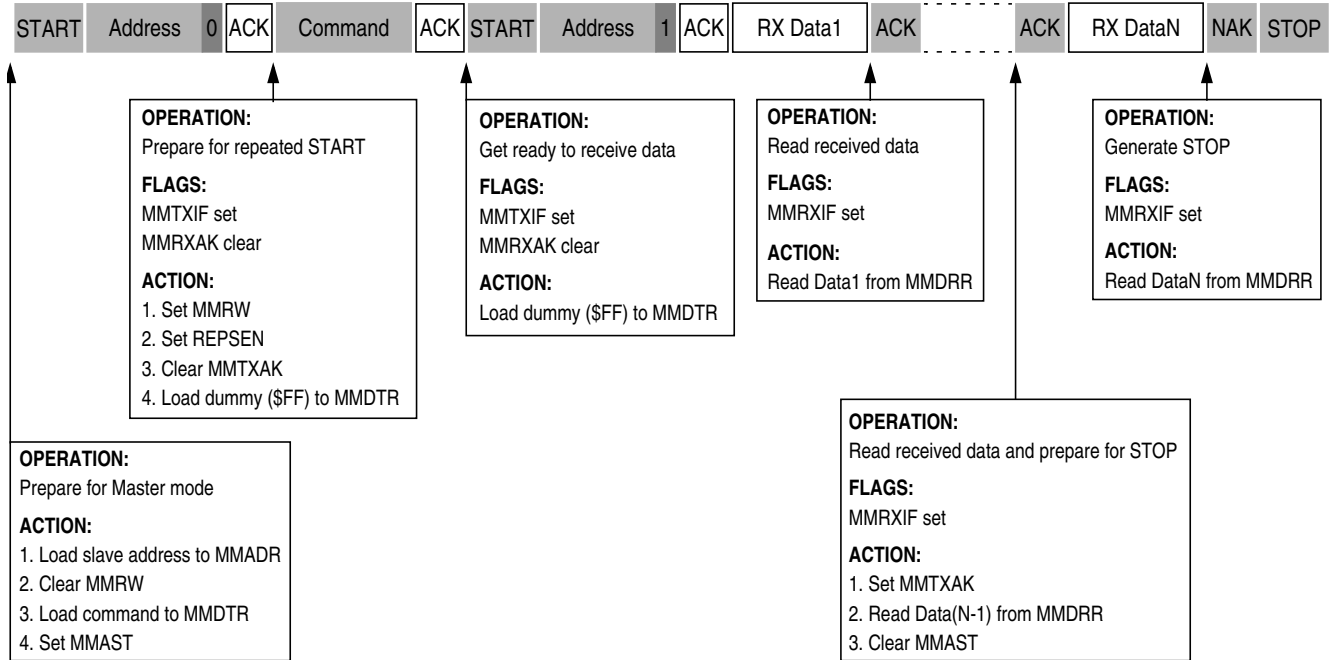 START Address 0 ACK Command ACK START Address 1 ACK RX Data1 ACK ACK RX DataN NAK STOP
OPERATION:
Prepare for repeated START
FLAGS:
MMTXIF set
MMRXAK clear
ACTION:
1. Set MMRW
2. Set REPSEN
3. Clear MMTXAK
4. Load dummy ($FF) to MMDTR
OPERATION:
Get ready to receive data
FLAGS:
MMTXIF set
MMRXAK clear
ACTION:
Load dummy ($FF) to MMDTR
OPERATION:
Read received data
FLAGS:
MMRXIF set
ACTION:
Read Data1 from MMDRR
OPERATION:
Generate STOP
FLAGS:
MMRXIF set
ACTION:
Read DataN from MMDRR
OPERATION:
Prepare for Master mode
ACTION:
1. Load slave address to MMADR
2. Clear MMRW
3. Load command to MMDTR
4. Set MMAST
OPERATION:
Read received data and prepare for STOP
FLAGS:
MMRXIF set
ACTION:
1. Set MMTXAK
2. Read Data(N-1) from MMDRR
3. Clear MMAST